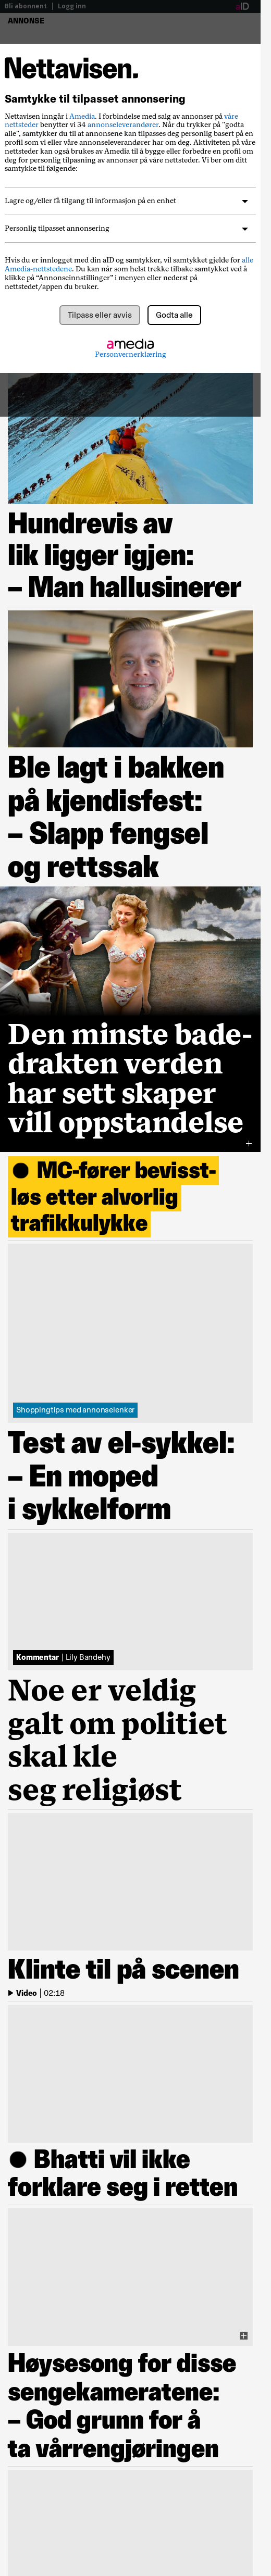 Bli abonnent | Logg inn
aID
ANNONSE
Nettavisen.
Samtykke til tilpasset annonsering
Nettavisen inngår i Amedia. I forbindelse med salg av annonser på våre
nettsteder benytter vi 34 annonseleverandører. Når du trykker på "godta
alle", samtykker du til at annonser kan tilpasses deg personlig basert på en
profil som vi eller våre annonseleverandører har om deg. Aktiviteten på våre
nettsteder kan også brukes av Amedia til å bygge eller forbedre en profil om
deg for personlig tilpasning av annonser på våre nettsteder. Vi ber om ditt
samtykke til følgende:
Lagre og/eller få tilgang til informasjon på en enhet
Personlig tilpasset annonsering
Hvis du er innlogget med din aID og samtykker, vil samtykket gjelde for alle
Amedia-nettstedene. Du kan når som helst trekke tilbake samtykket ved å
klikke på “Annonseinnstillinger” i menyen eller nederst på
nettstedet/appen du bruker.
Tilpass eller avvis
Godta alle
amedia
Personvernerklæring
Hundrevis av
lik ligger igjen:
– Man hallusinerer
Ble lagt i bakken
på kjendisfest:
– Slapp fengsel
og rettssak
Den minste bade-
drakten verden
har sett skaper
vill oppstandelse
● MC-fører bevisst-
løs etter alvorlig
trafikkulykke
Shoppingtips med annonselenker
Test av el-sykkel:
– En moped
i sykkelform
Kommentar | Lily Bandehy
Noe er veldig
galt om politiet
skal kle
seg religiøst
Klinte til på scenen
Video | 02:18
● Bhatti vil ikke
forklare seg i retten
Høysesong for disse
sengekameratene:
– God grunn for å
ta vårrengjøringen